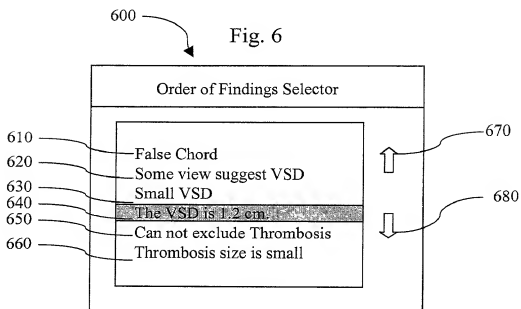 600
Fig. 6
Order of Findings Selector
610
False Chord
670
620
Some view suggest VSD
630
Small VSD
680
640
The VSD is 1.2 cm.
650
Can not exclude Thrombosis
660
Thrombosis size is small